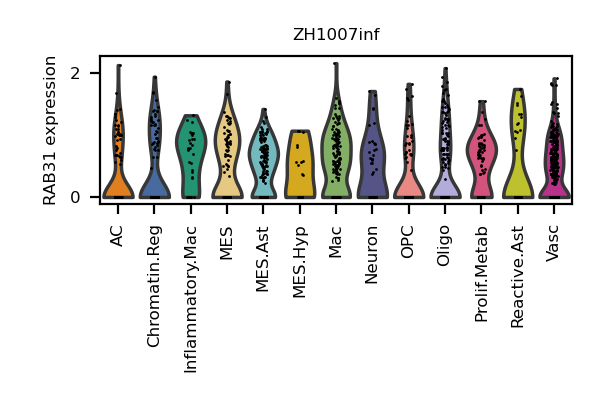 ZH1007inf
RAB31 expression
2
0
AC
Chromatin.Reg
Inflammatory.Mac
MES
MES.Ast
MES.Hyp
Mac
Neuron
OPC
Oligo
Prolif.Metab
Reactive.Ast
Vasc